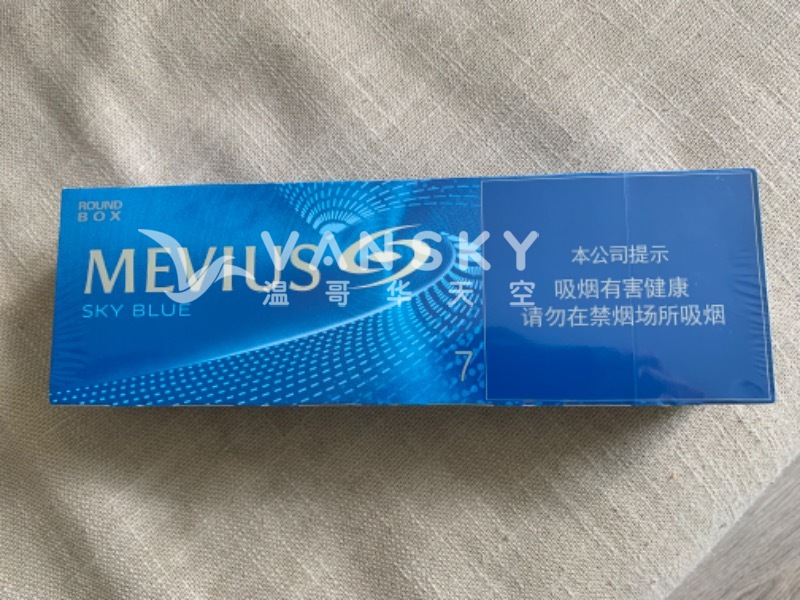 ROUND
BOX
MEVIUS
SKY BLUE
7
VANSKY
温哥华天空
本公司提示
吸烟有害健康
请勿在禁烟场所吸烟